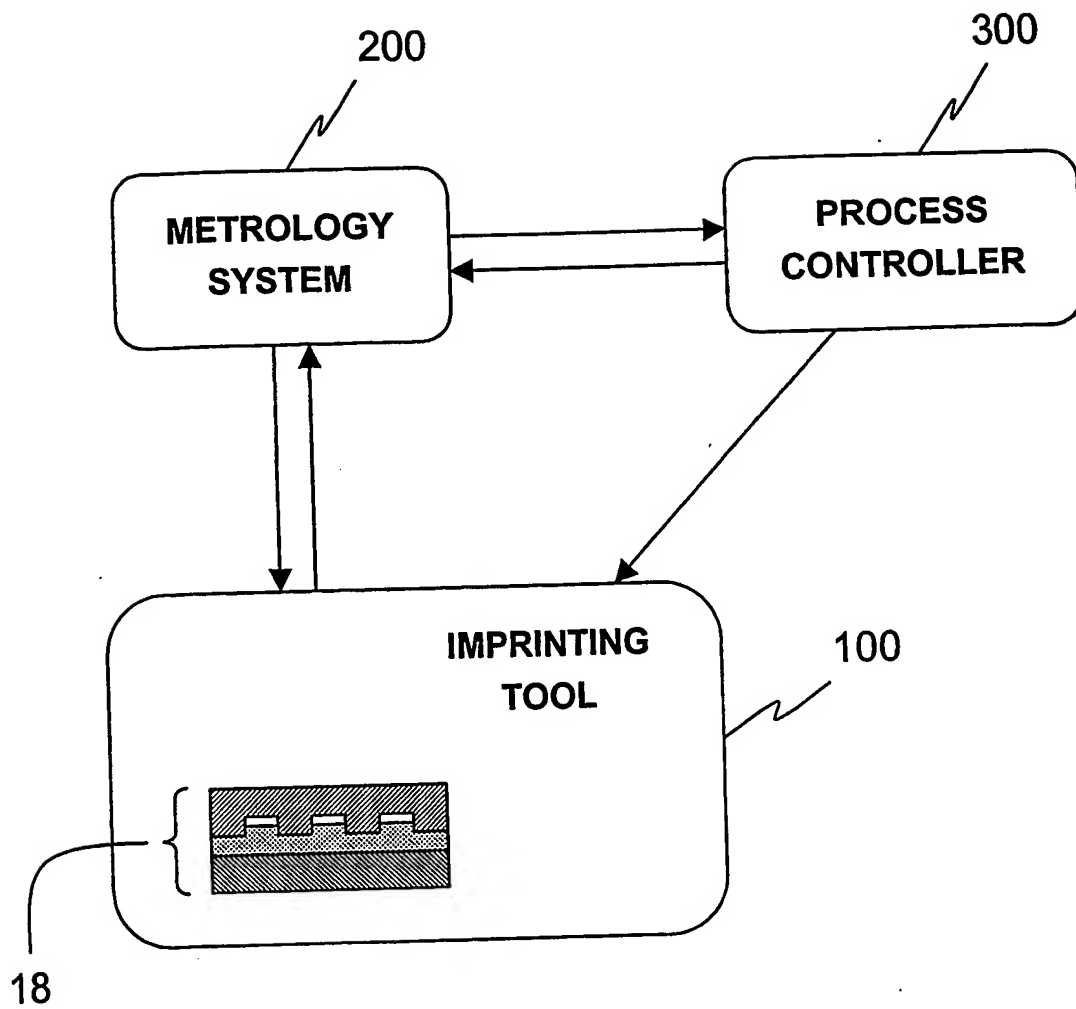 200
300
METROLOGY
SYSTEM
PROCESS
CONTROLLER
IMPRINTING
TOOL
100
18